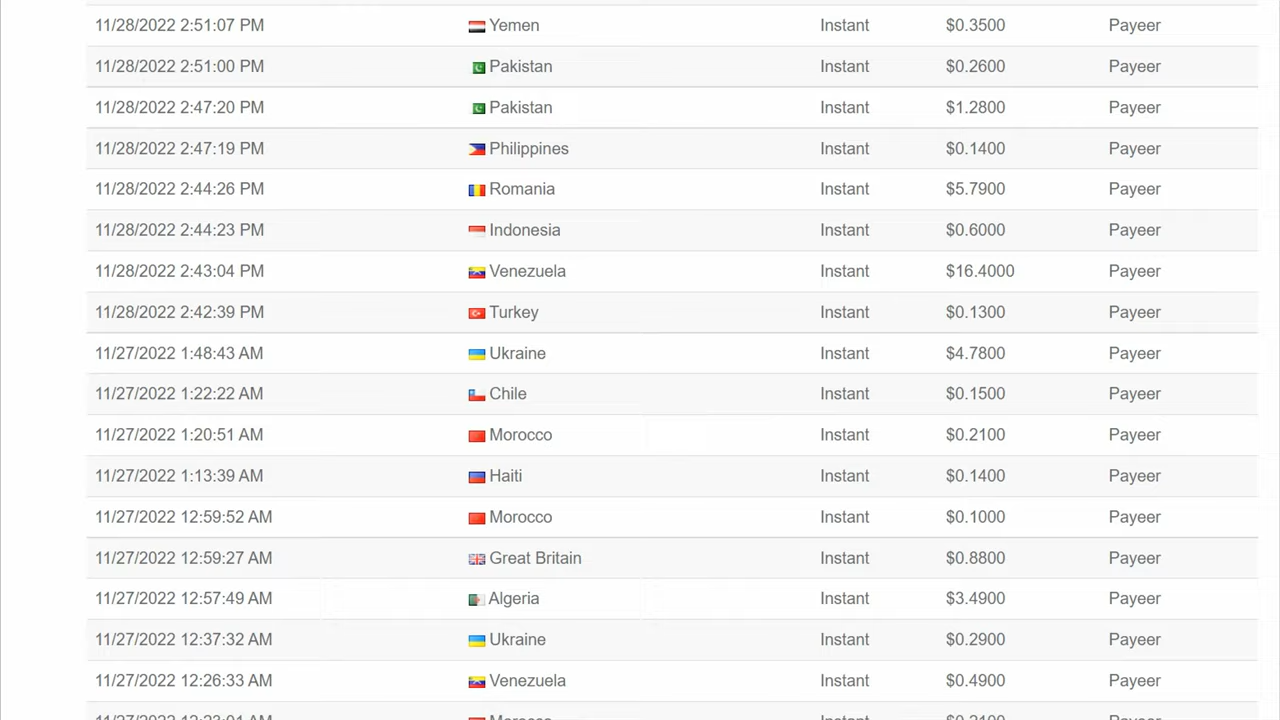 11/28/2022 2:51:07 PM Yemen Instant $0.3500 Payeer
11/28/2022 2:51:00 PM Pakistan Instant $0.2600 Payeer
11/28/2022 2:47:20 PM Pakistan Instant $1.2800 Payeer
11/28/2022 2:47:19 PM Philippines Instant $0.1400 Payeer
11/28/2022 2:44:26 PM Romania Instant $5.7900 Payeer
11/28/2022 2:44:23 PM Indonesia Instant $0.6000 Payeer
11/28/2022 2:43:04 PM Venezuela Instant $16.4000 Payeer
11/28/2022 2:42:39 PM Turkey Instant $0.1300 Payeer
11/27/2022 1:48:43 AM Ukraine Instant $4.7800 Payeer
11/27/2022 1:22:22 AM Chile Instant $0.1500 Payeer
11/27/2022 1:20:51 AM Morocco Instant $0.2100 Payeer
11/27/2022 1:13:39 AM Haiti Instant $0.1400 Payeer
11/27/2022 12:59:52 AM Morocco Instant $0.1000 Payeer
11/27/2022 12:59:27 AM Great Britain Instant $0.8800 Payeer
11/27/2022 12:57:49 AM Algeria Instant $3.4900 Payeer
11/27/2022 12:37:32 AM Ukraine Instant $0.2900 Payeer
11/27/2022 12:26:33 AM Venezuela Instant $0.4900 Payeer